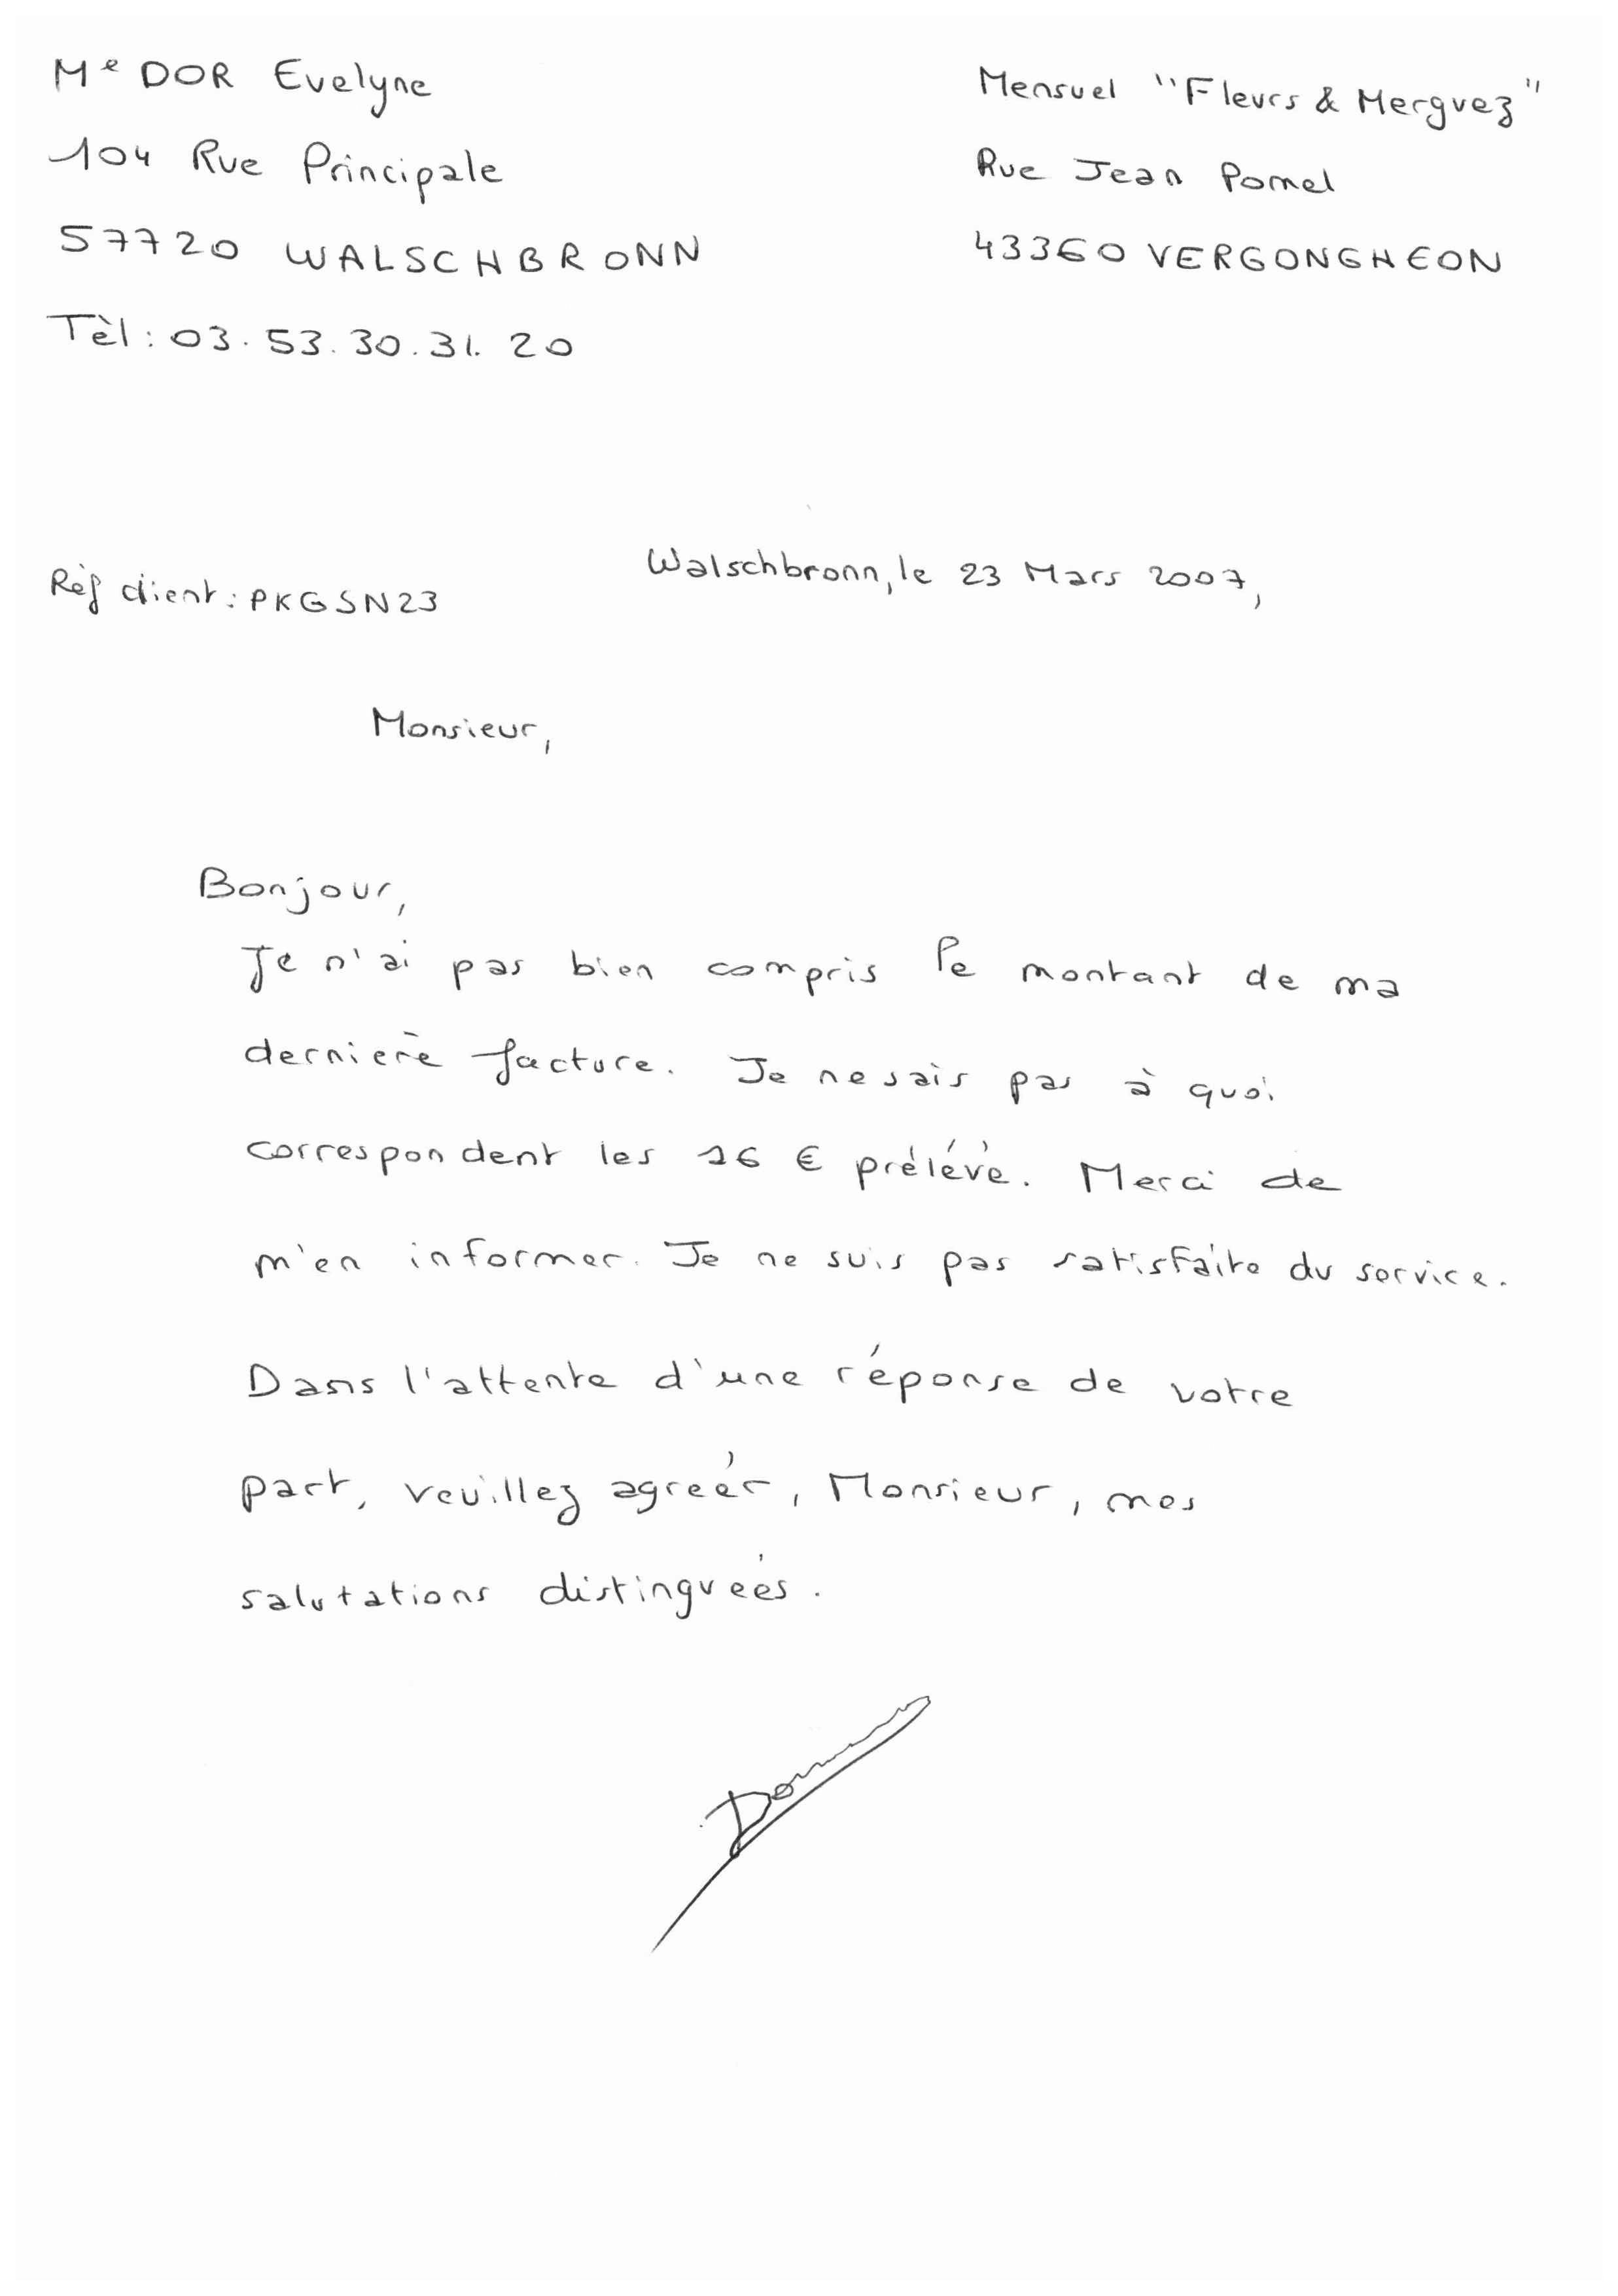 Me DOR Evelyne
104 Rue Principale
57720 WALSCHBRONN
Tèl : 03.53.30.31.20
Mensuel "Fleurs & Merguez"
Rue Jean Pomel
43360 VERGONGHEON
Walschbronn, le 23 Mars 2007,
Rèf client : PKGSN23
Monsieur,
Bonjour,
Je n'ai pas bien compris le montant de ma
dernière facture. Je ne sais pas à quoi
correspondent les 16 € prélévé. Merci de
m'en informer. Je ne suis pas satisfaite du service.
Dans l'attente d'une réponse de votre
part, veuillez agréer, Monsieur, mes
salutations distinguées.